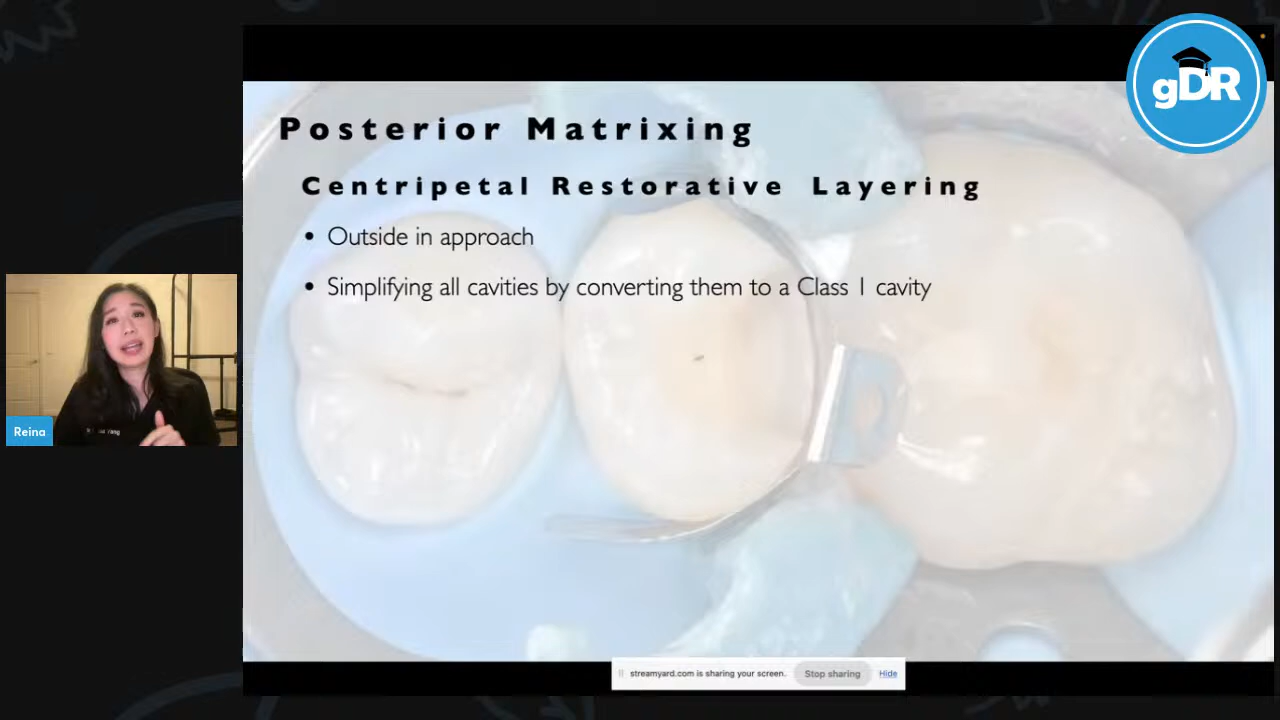 gDR
Posterior Matrixing
Centripetal Restorative Layering
• Outside in approach
• Simplifying all cavities by converting them to a Class 1 cavity
Reina
streamyard.com is sharing your screen.
Stop sharing
Hide